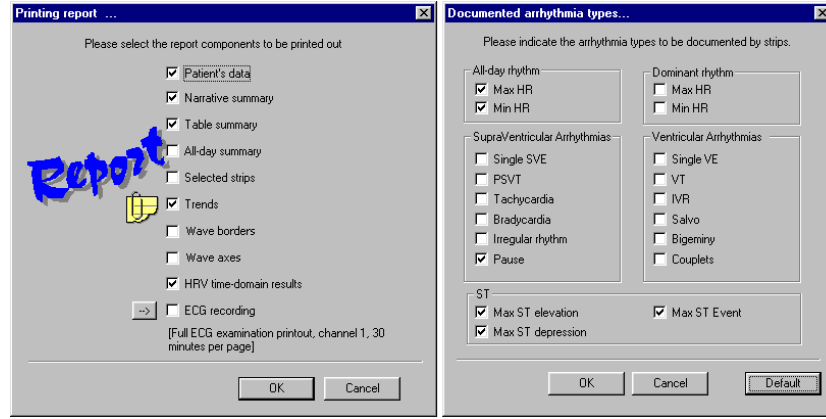 Printing report ...
Please select the report components to be printed out
Patient's data
Narrative summary
Table summary
All-day summary
Selected strips
Trends
Wave borders
Wave axes
HRV time-domain results
--> ECG recording
[Full ECG examination printout, channel 1, 30
minutes per page]
Report
OK Cancel
Documented arrhythmia types...
Please indicate the arrhythmia types to be documented by strips.
All-day rhythm
Max HR
Min HR
Dominant rhythm
Max HR
Min HR
SupraVentricular Arrhythmias
Single SVE
PSVT
Tachycardia
Bradycardia
Irregular rhythm
Pause
Ventricular Arrhythmias
Single VE
VT
IVR
Salvo
Bigeminy
Couplets
ST
Max ST elevation Max ST Event
Max ST depression
OK Cancel Default